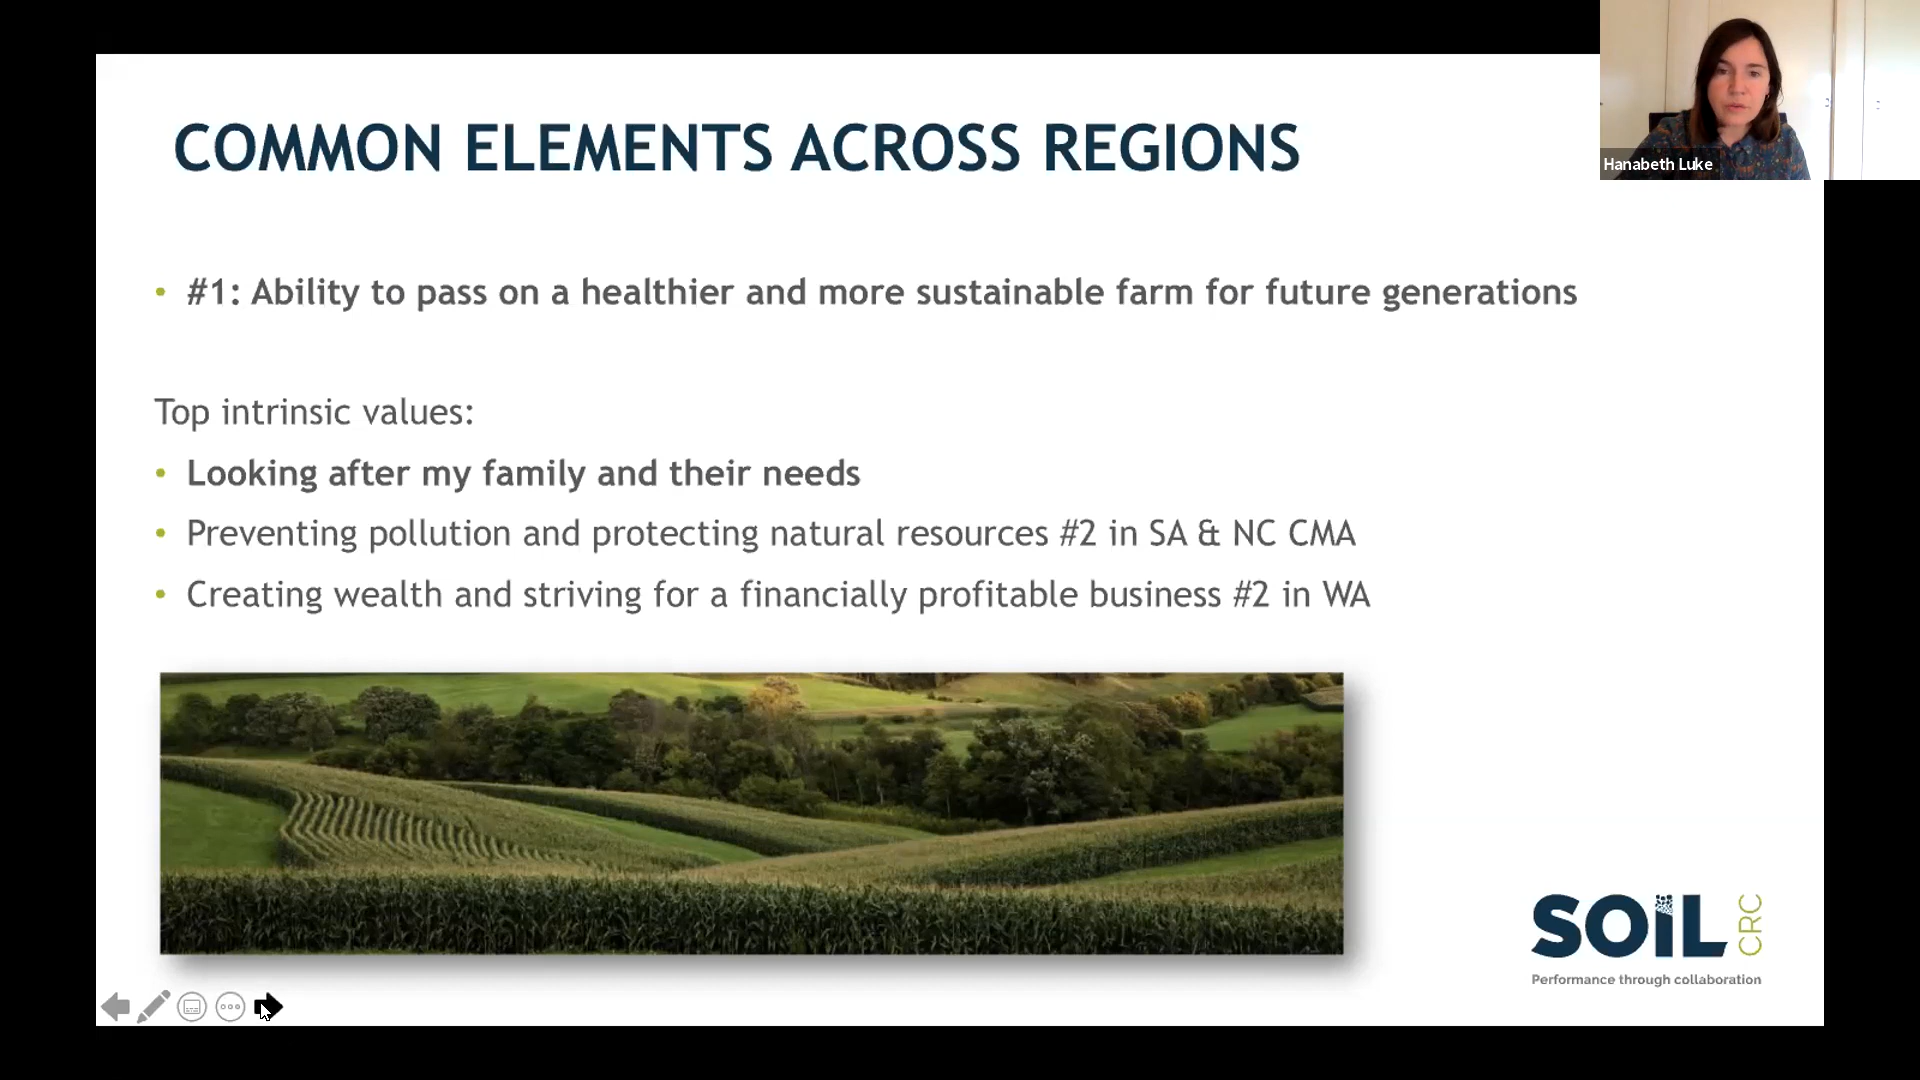 COMMON ELEMENTS ACROSS REGIONS
Hanabeth Luke
• #1: Ability to pass on a healthier and more sustainable farm for future generations
Top intrinsic values:
• Looking after my family and their needs
• Preventing pollution and protecting natural resources #2 in SA & NC CMA
• Creating wealth and striving for a financially profitable business #2 in WA
SOIL CRC
Performance through collaboration